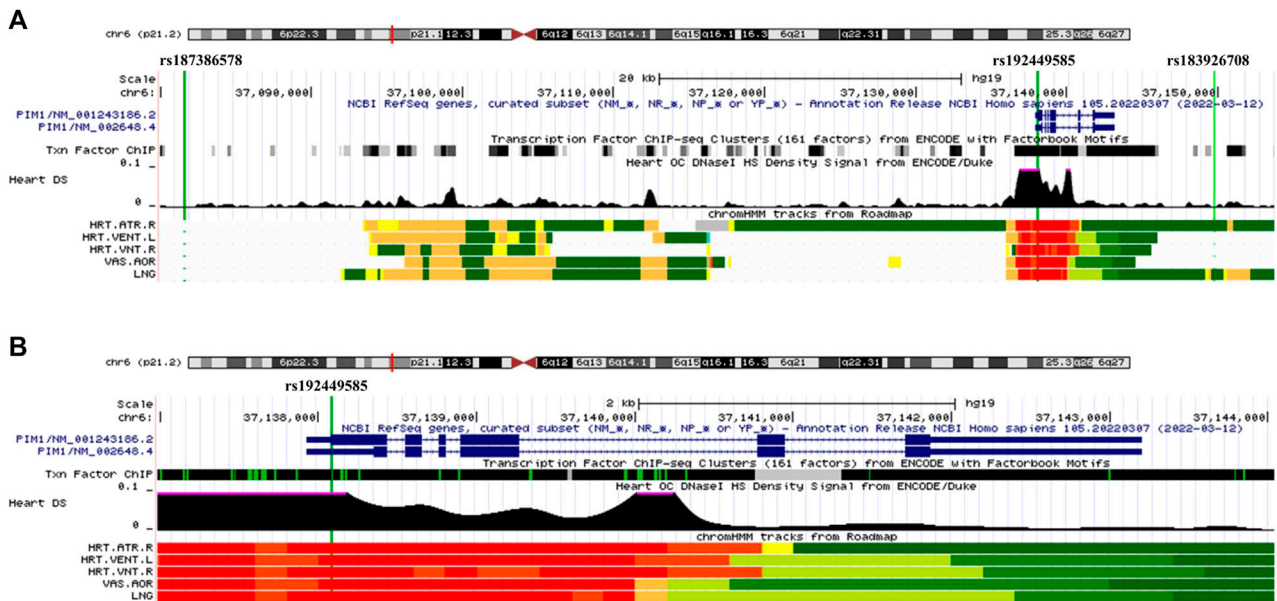 A
chr6 (p21.2) 6p22.3 p21.1 12.3 6q12 6q13 6q14.1 6q15 q16.1 16.3 6q21 q22.31 25.3 q26 6q27
rs187386578 rs192449585 rs183926708
Scale 20 kb hg19
chr6: 37,090,000 37,100,000 37,110,000 37,120,000 37,130,000 37,140,000 37,150,000
NCBI RefSeq genes, curated subset (NM_*, NR_*, NP_* or YP_*) - Annotation Release NCBI Homo sapiens 105.20220307 (2022-03-12)
PIM1/NM_001243186.2
PIM1/NM_002648.4
Transcription Factor ChIP-seq Clusters (161 factors) from ENCODE with Factorbook Motifs
Txn Factor ChIP
Heart OC DNaseI HS Density Signal from ENCODE/Duke
0.1 _
Heart DS
0 _
chromHMM tracks from Roadmap
HRT.ATR.R
HRT.VENT.L
HRT.VNT.R
VAS.AOR
LNG
B
chr6 (p21.2) 6p22.3 p21.1 12.3 6q12 6q13 6q14.1 6q15 q16.1 16.3 6q21 q22.31 25.3 q26 6q27
rs192449585
Scale 2 kb hg19
chr6: 37,138,000 37,139,000 37,140,000 37,141,000 37,142,000 37,143,000 37,144,000
NCBI RefSeq genes, curated subset (NM_*, NR_*, NP_* or YP_*) - Annotation Release NCBI Homo sapiens 105.20220307 (2022-03-12)
PIM1/NM_001243186.2
PIM1/NM_002648.4
Transcription Factor ChIP-seq Clusters (161 factors) from ENCODE with Factorbook Motifs
Txn Factor ChIP
Heart OC DNaseI HS Density Signal from ENCODE/Duke
0.1 _
Heart DS
0 _
chromHMM tracks from Roadmap
HRT.ATR.R
HRT.VENT.L
HRT.VNT.R
VAS.AOR
LNG